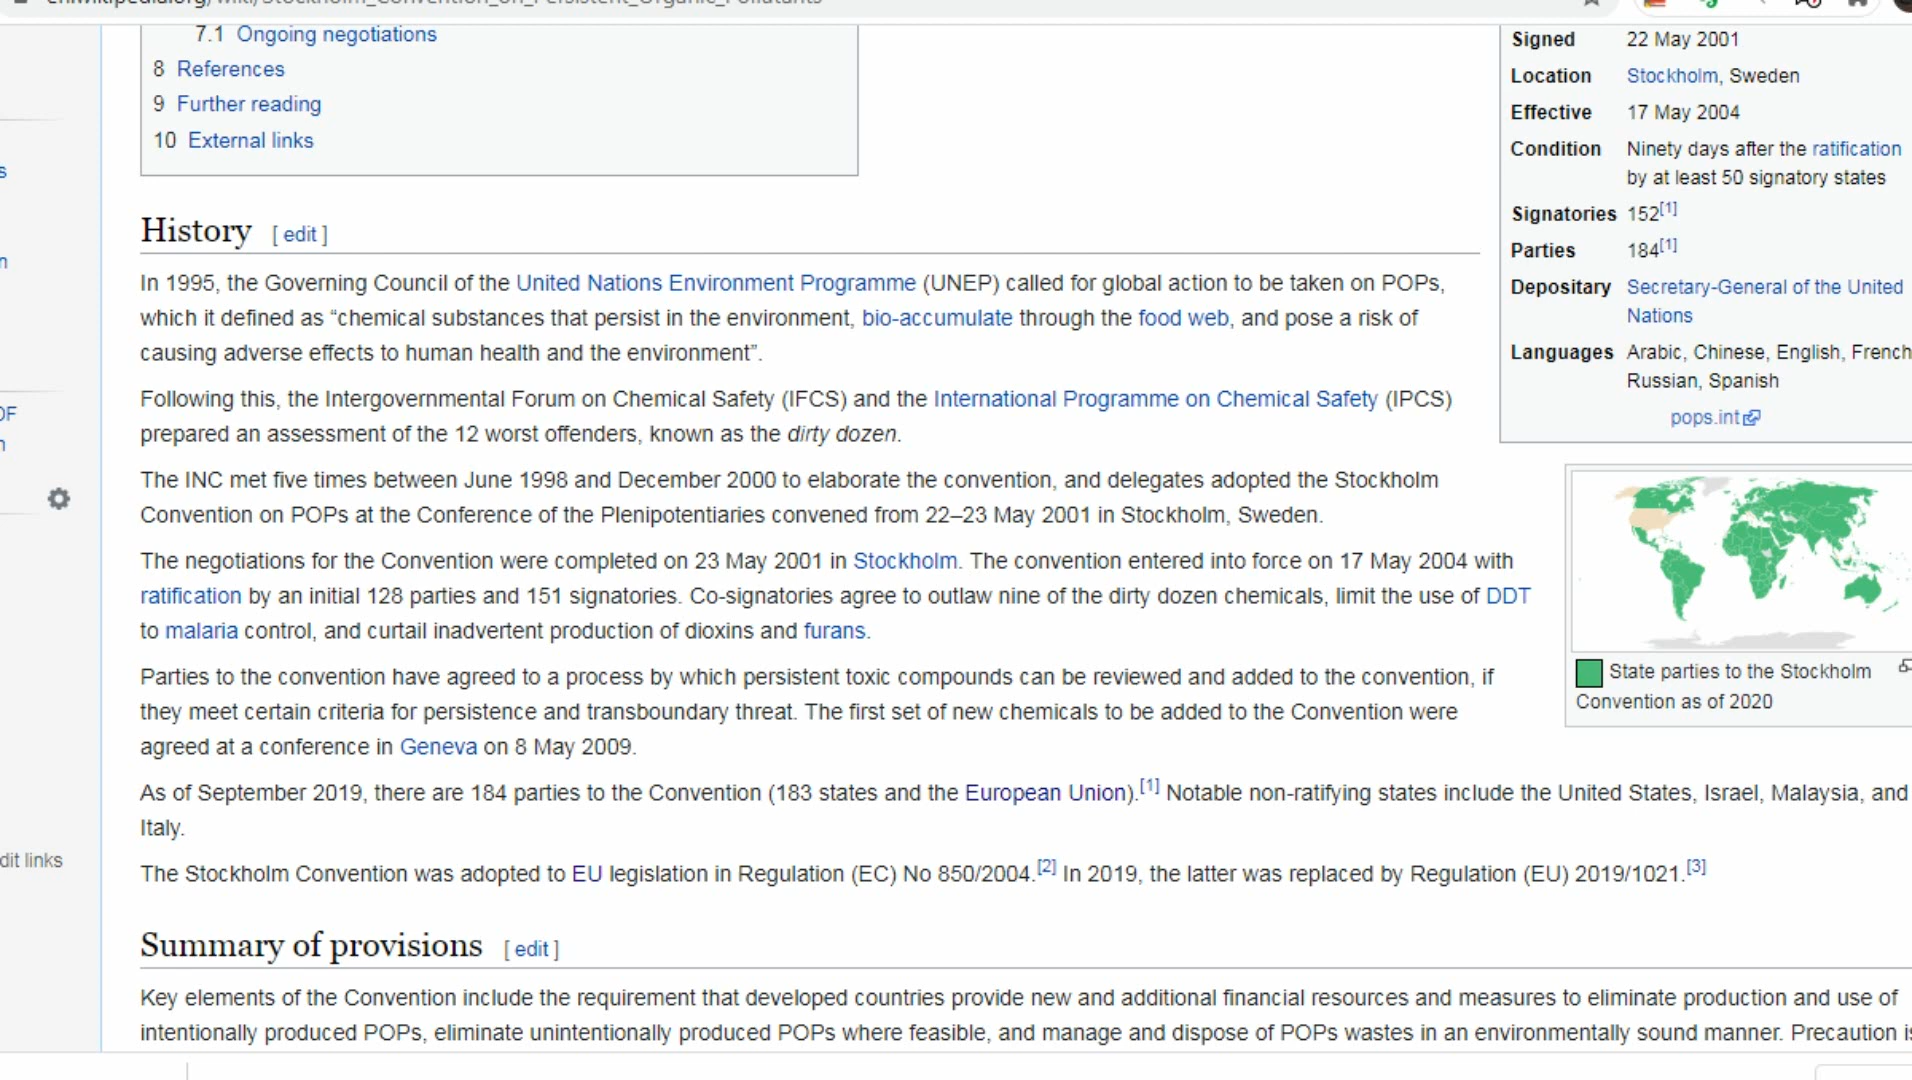 7.1 Ongoing negotiations
8 References
9 Further reading
10 External links
Signed 22 May 2001
Location Stockholm, Sweden
Effective 17 May 2004
Condition Ninety days after the ratification
by at least 50 signatory states
Signatories 152[1]
Parties 184[1]
Depositary Secretary-General of the United
Nations
Languages Arabic, Chinese, English, French
Russian, Spanish
pops.int
History [ edit ]
In 1995, the Governing Council of the United Nations Environment Programme (UNEP) called for global action to be taken on POPs,
which it defined as “chemical substances that persist in the environment, bio-accumulate through the food web, and pose a risk of
causing adverse effects to human health and the environment”.
Following this, the Intergovernmental Forum on Chemical Safety (IFCS) and the International Programme on Chemical Safety (IPCS)
prepared an assessment of the 12 worst offenders, known as the dirty dozen.
The INC met five times between June 1998 and December 2000 to elaborate the convention, and delegates adopted the Stockholm
Convention on POPs at the Conference of the Plenipotentiaries convened from 22–23 May 2001 in Stockholm, Sweden.
The negotiations for the Convention were completed on 23 May 2001 in Stockholm. The convention entered into force on 17 May 2004 with
ratification by an initial 128 parties and 151 signatories. Co-signatories agree to outlaw nine of the dirty dozen chemicals, limit the use of DDT
to malaria control, and curtail inadvertent production of dioxins and furans.
State parties to the Stockholm
Convention as of 2020
Parties to the convention have agreed to a process by which persistent toxic compounds can be reviewed and added to the convention, if
they meet certain criteria for persistence and transboundary threat. The first set of new chemicals to be added to the Convention were
agreed at a conference in Geneva on 8 May 2009.
As of September 2019, there are 184 parties to the Convention (183 states and the European Union).[1] Notable non-ratifying states include the United States, Israel, Malaysia, and
Italy.
dit links
The Stockholm Convention was adopted to EU legislation in Regulation (EC) No 850/2004.[2] In 2019, the latter was replaced by Regulation (EU) 2019/1021.[3]
Summary of provisions [ edit ]
Key elements of the Convention include the requirement that developed countries provide new and additional financial resources and measures to eliminate production and use of
intentionally produced POPs, eliminate unintentionally produced POPs where feasible, and manage and dispose of POPs wastes in an environmentally sound manner. Precaution is